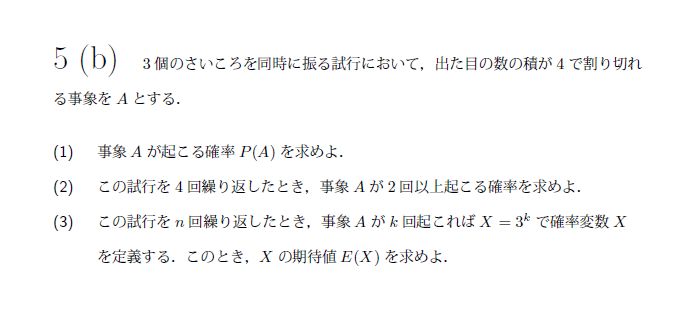 5 (b) 3 個のさいころを同時に振る試行において，出た目の数の積が 4 で割り切れ
る事象を A とする．
(1) 事象 A が起こる確率 P(A) を求めよ．
(2) この試行を 4 回繰り返したとき，事象 A が 2 回以上起こる確率を求めよ．
(3) この試行を n 回繰り返したとき，事象 A が k 回起これば X = 3^k で確率変数 X
を定義する．このとき，X の期待値 E(X) を求めよ．